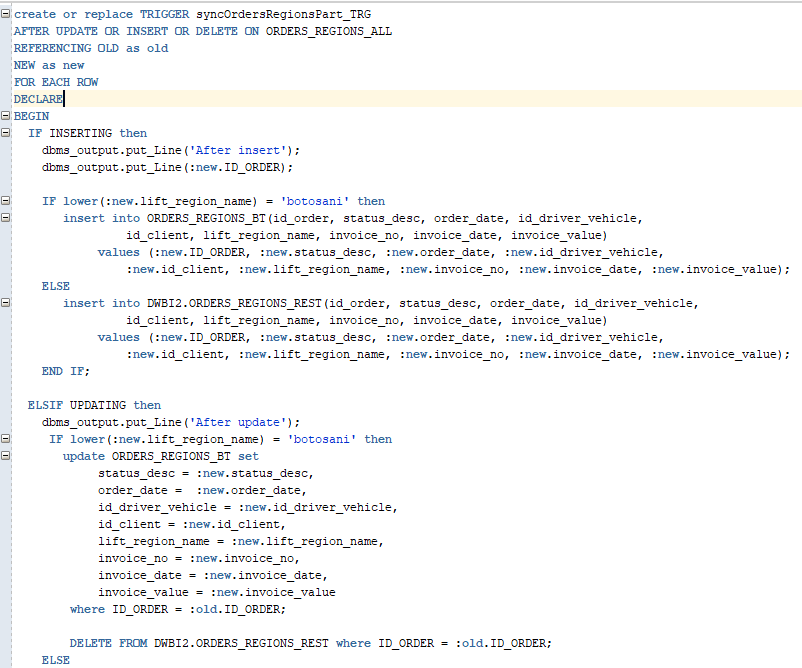 create or replace TRIGGER syncOrdersRegionsPart_TRG
AFTER UPDATE OR INSERT OR DELETE ON ORDERS_REGIONS_ALL
REFERENCING OLD as old
NEW as new
FOR EACH ROW
DECLARE
BEGIN
  IF INSERTING then
    dbms_output.put_Line('After insert');
    dbms_output.put_Line(:new.ID_ORDER);

    IF lower(:new.lift_region_name) = 'botosani' then
       insert into ORDERS_REGIONS_BT(id_order, status_desc, order_date, id_driver_vehicle,
                id_client, lift_region_name, invoice_no, invoice_date, invoice_value)
            values (:new.ID_ORDER, :new.status_desc, :new.order_date, :new.id_driver_vehicle,
                :new.id_client, :new.lift_region_name, :new.invoice_no, :new.invoice_date, :new.invoice_value);
    ELSE
       insert into DWBI2.ORDERS_REGIONS_REST(id_order, status_desc, order_date, id_driver_vehicle,
                id_client, lift_region_name, invoice_no, invoice_date, invoice_value)
            values (:new.ID_ORDER, :new.status_desc, :new.order_date, :new.id_driver_vehicle,
                :new.id_client, :new.lift_region_name, :new.invoice_no, :new.invoice_date, :new.invoice_value);
    END IF;

  ELSIF UPDATING then
    dbms_output.put_Line('After update');
     IF lower(:new.lift_region_name) = 'botosani' then
       update ORDERS_REGIONS_BT set
            status_desc = :new.status_desc,
            order_date =  :new.order_date,
            id_driver_vehicle = :new.id_driver_vehicle,
            id_client = :new.id_client,
            lift_region_name = :new.lift_region_name,
            invoice_no = :new.invoice_no,
            invoice_date = :new.invoice_date,
            invoice_value = :new.invoice_value
        where ID_ORDER = :old.ID_ORDER;

        DELETE FROM DWBI2.ORDERS_REGIONS_REST where ID_ORDER = :old.ID_ORDER;
    ELSE